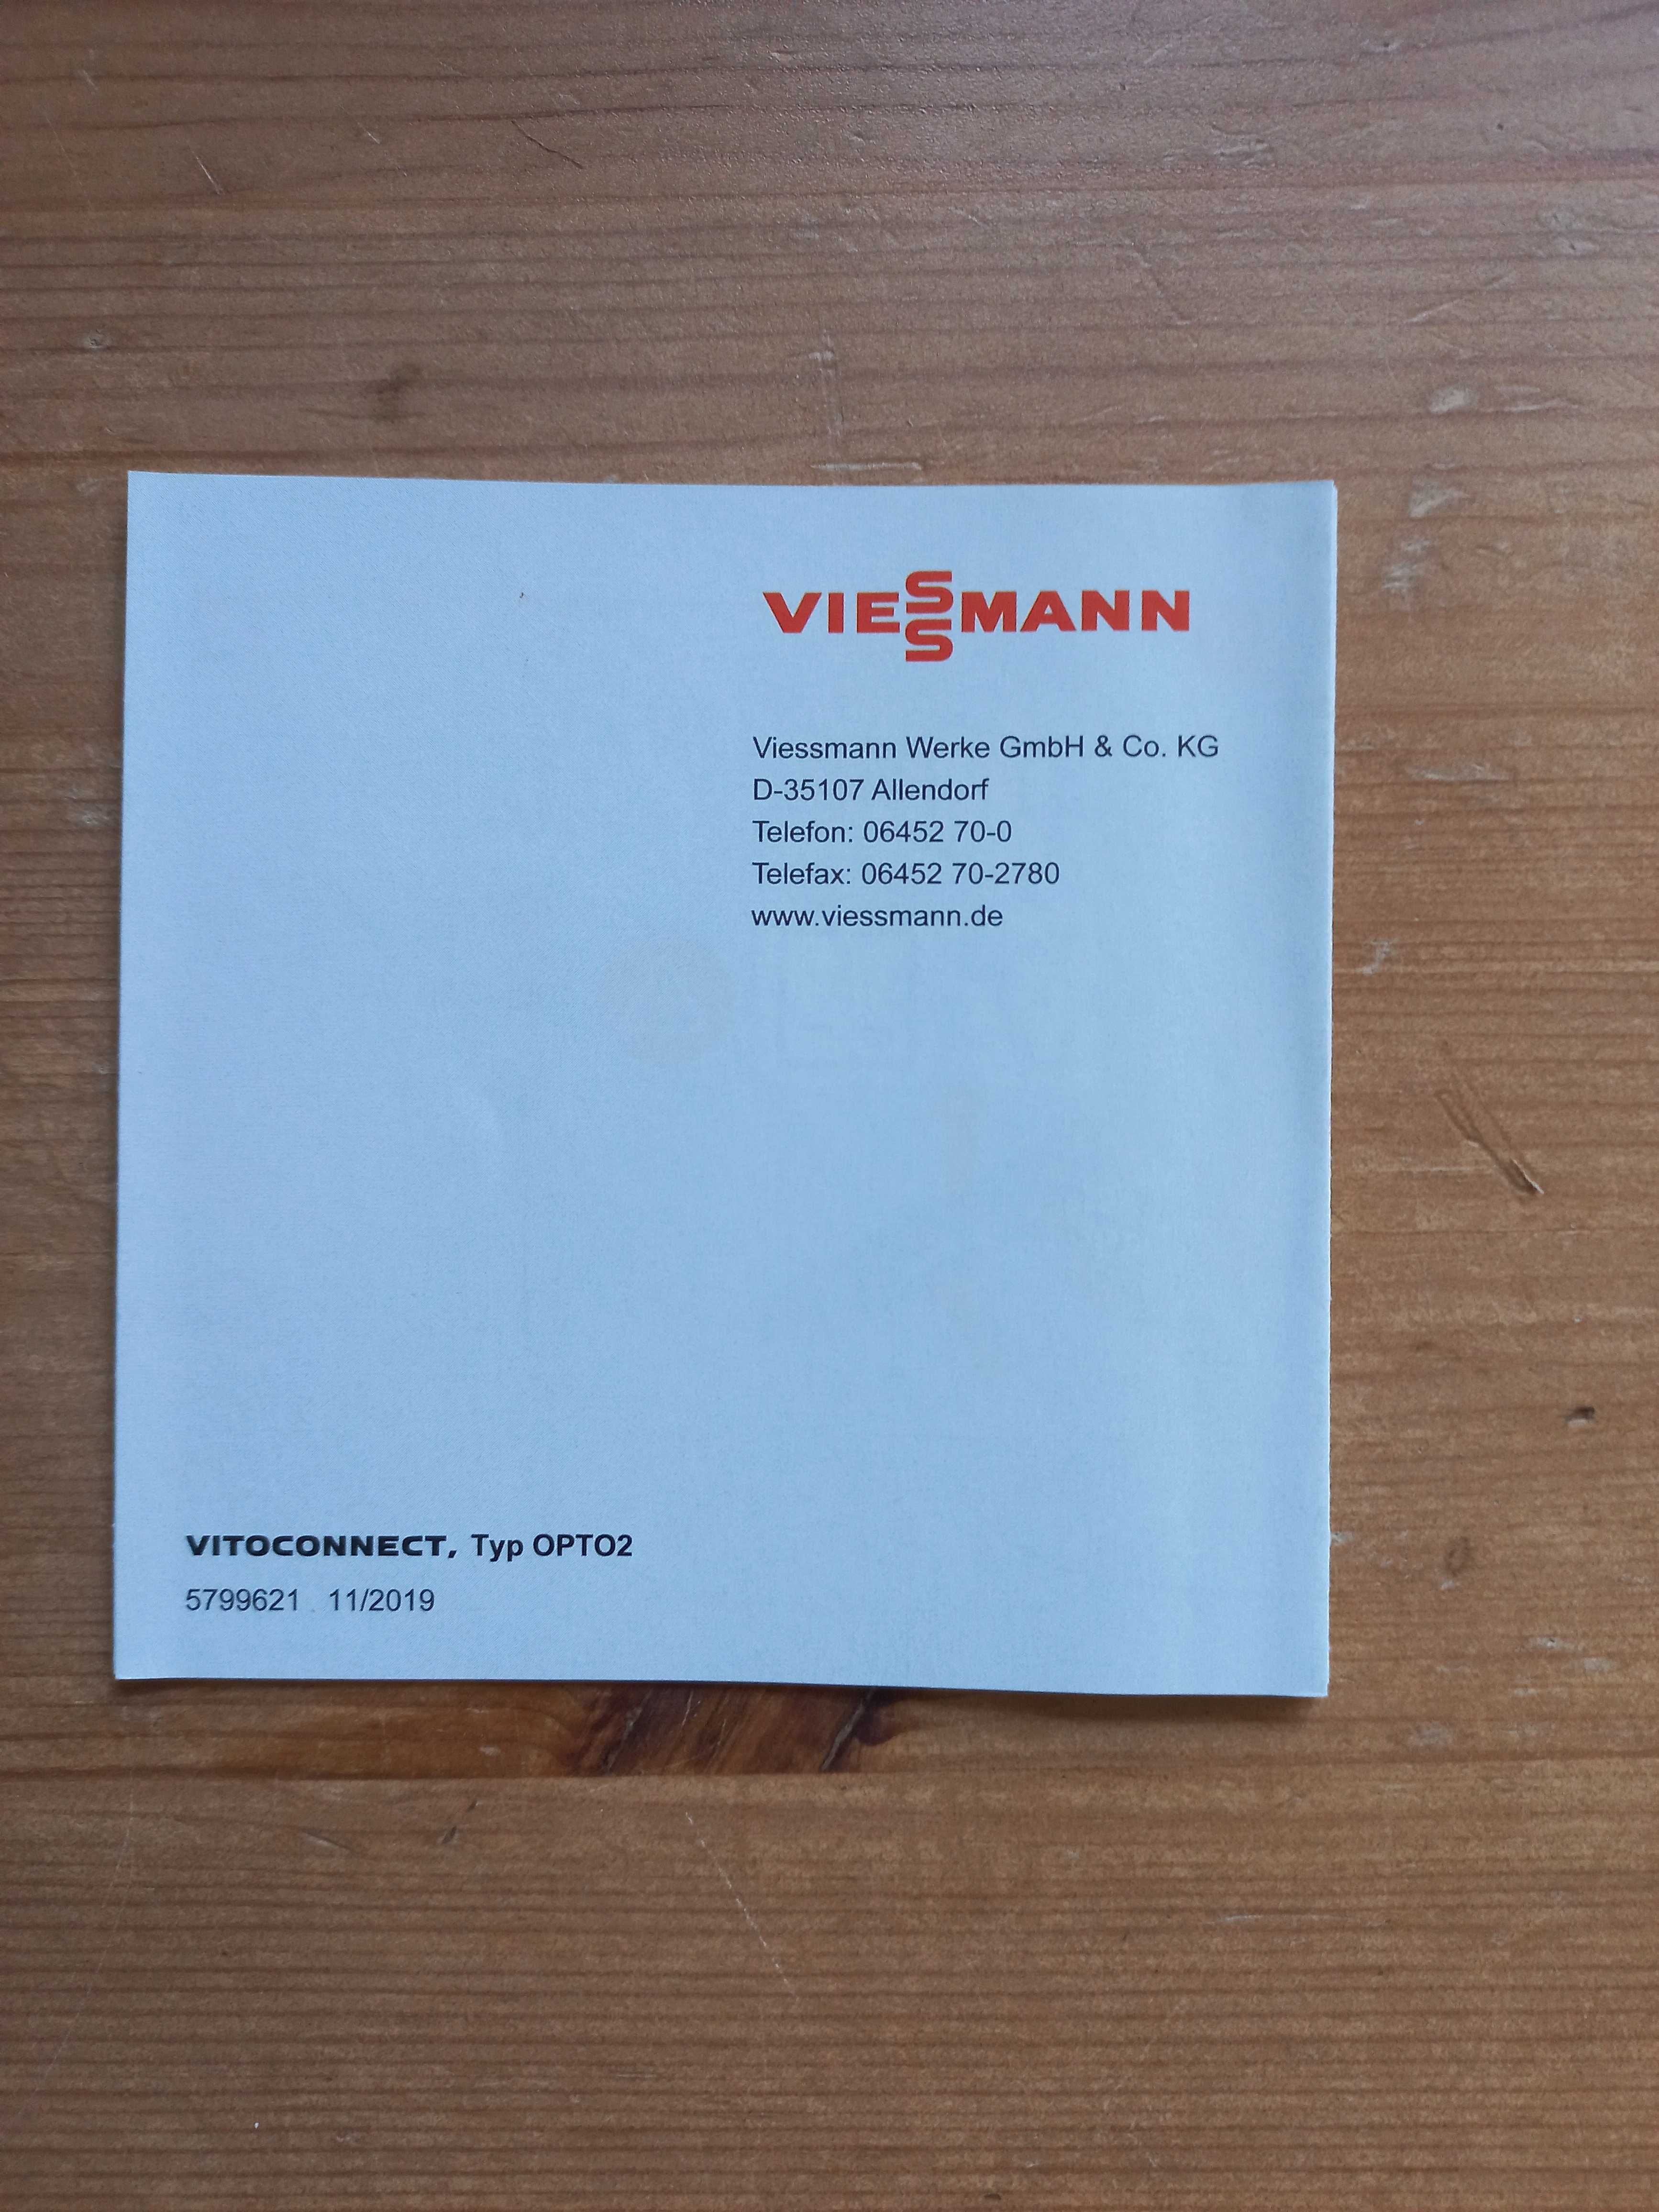 VIESSMANN
Viessmann Werke GmbH & Co. KG
D-35107 Allendorf
Telefon: 06452 70-0
Telefax: 06452 70-2780
www.viessmann.de
VITOCONNECT, Typ OPTO2
5799621 11/2019